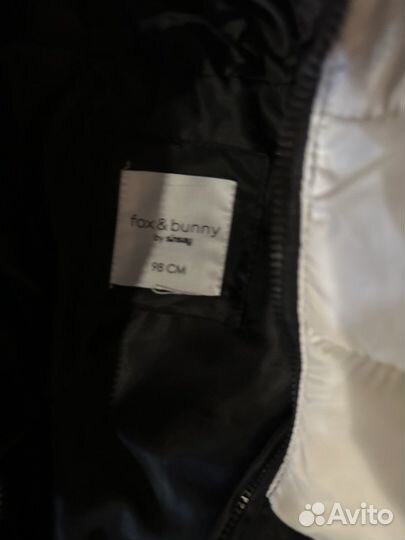 fox & bunny
by sinsay
98 CM
Avito